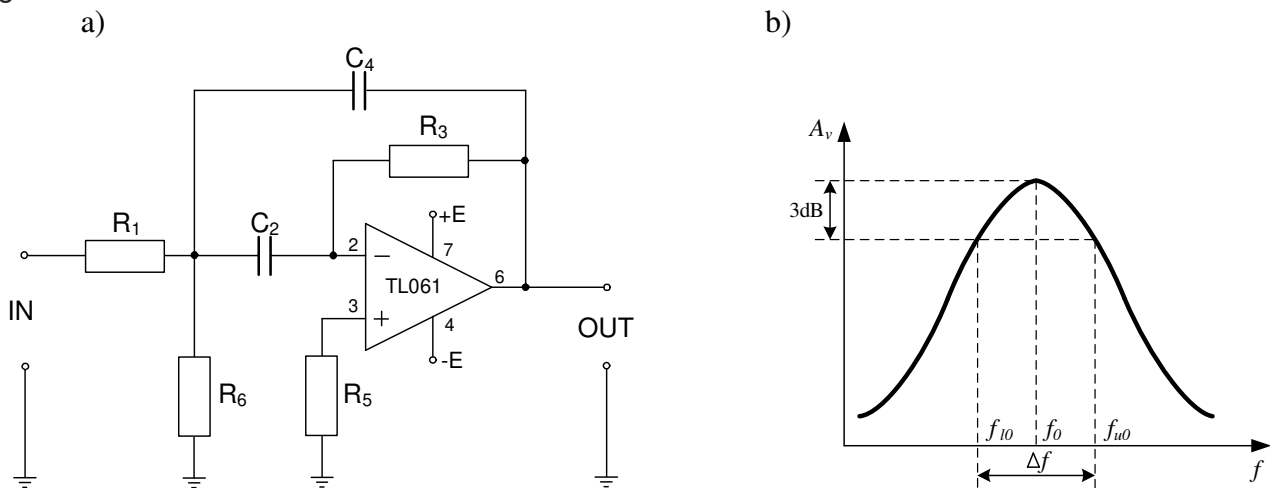 a)
C4
R3
R1
C2
+E
2
−
7
TL061
6
3
+
4
-E
IN
OUT
R6
R5
b)
Av
3dB
fl0
f0
fu0
Δf
f